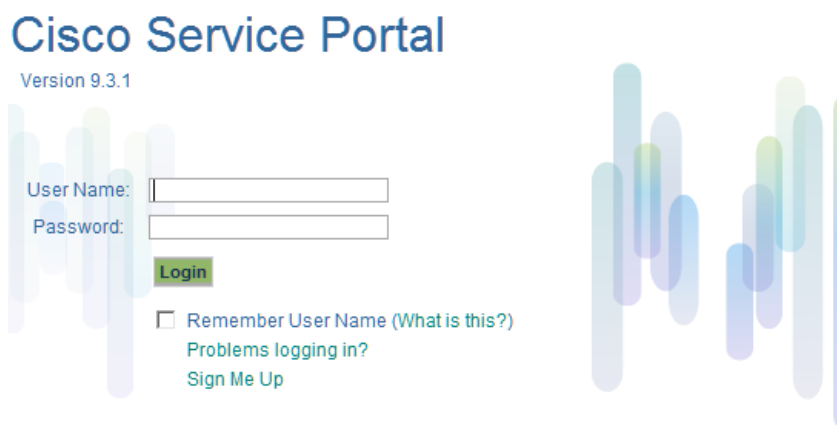 Cisco Service Portal
Version 9.3.1
User Name:
Password:
Login
Remember User Name (What is this?)
Problems logging in?
Sign Me Up